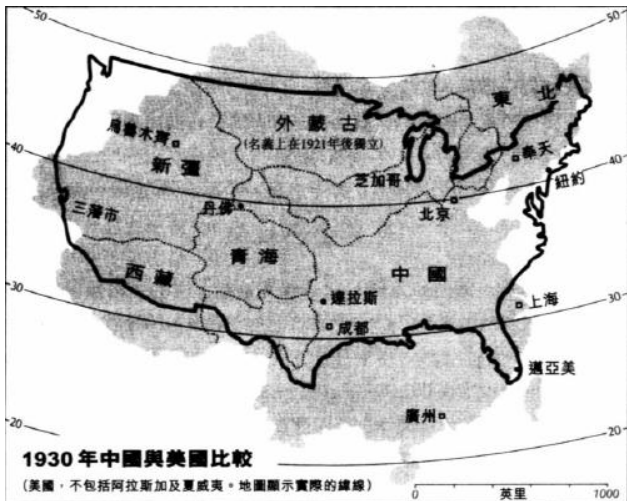 50
50
東北
外蒙古
(名義上在1921年後獨立)
烏魯木齊
奉天
40
新疆
40
芝加哥
紐約
三藩市
丹佛
北京
青海
西藏
中國
達拉斯
上海
30
30
成都
邁亞美
廣州
20
20
1930年中國與美國比較
(美國，不包括阿拉斯加及夏威夷。地圖顯示實際的緯線)
0 英里 1000